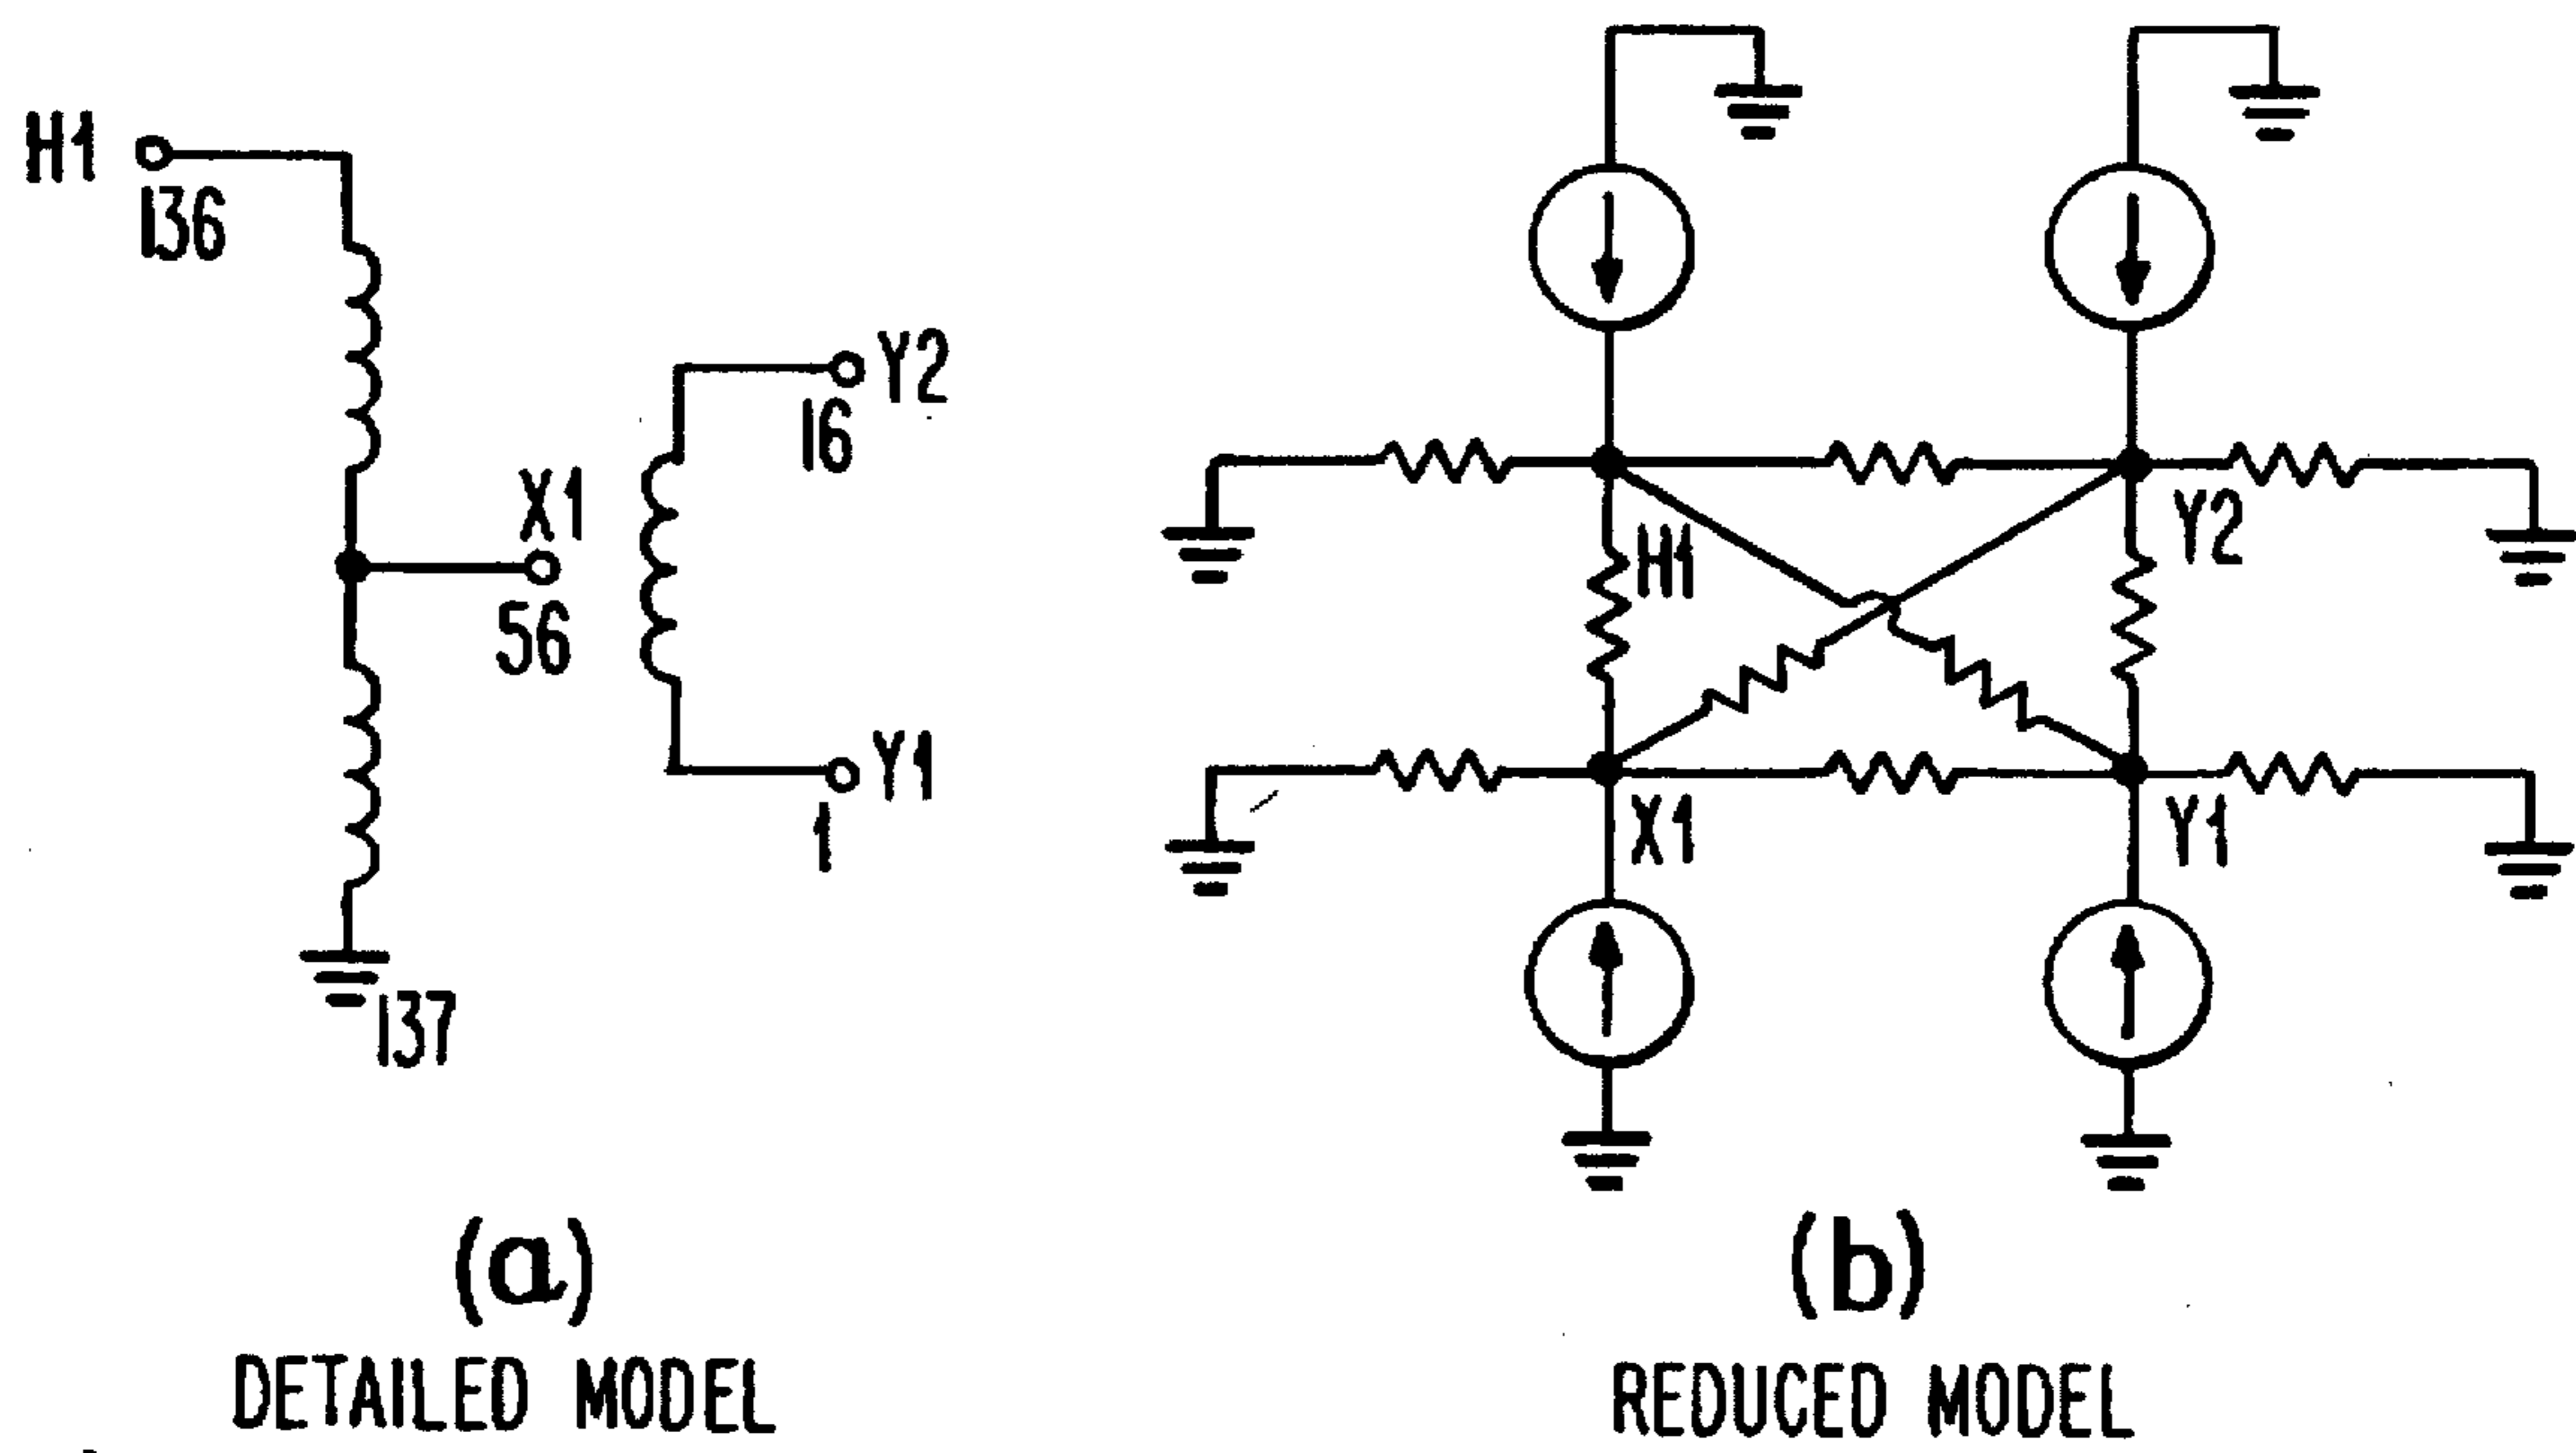 H1
136
Y2
16
X1
56
Y1
1
137
H1
Y2
X1
Y1
(a)
DETAILED MODEL
(b)
REDUCED MODEL